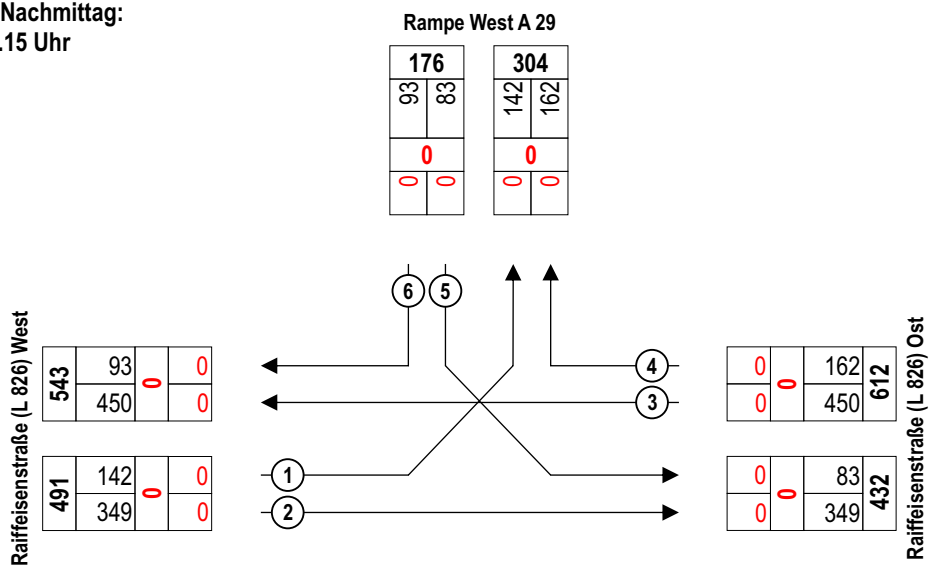 Nachmittag:
.15 Uhr
Rampe West A 29
176 304
93 83 142 162
0 0
0 0 0 0
6 5
Raiffeisenstraße (L 826) West
543 93 0 0
450 0
4
3
0 0 162 612
0 450
Raiffeisenstraße (L 826) Ost
491 142 0 0
349 0
1
2
0 0 83 432
0 349